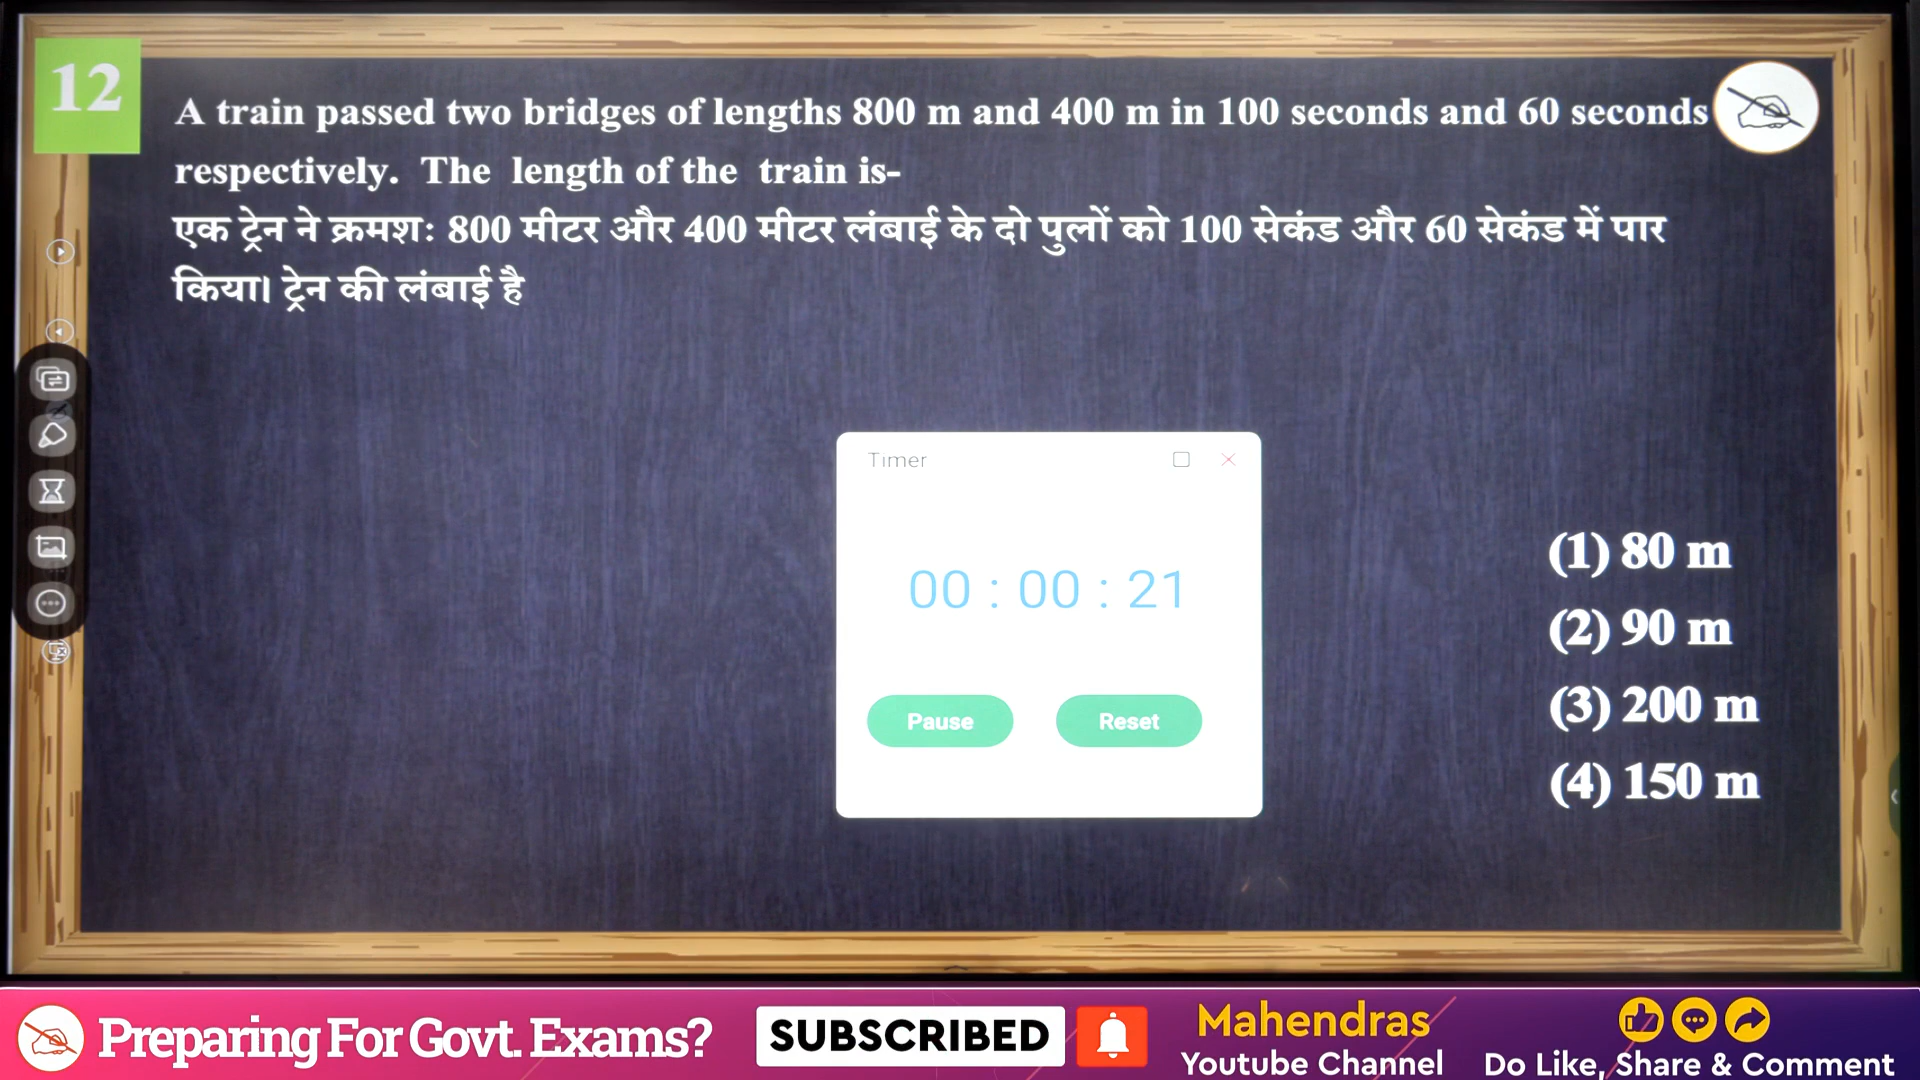 12
A train passed two bridges of lengths 800 m and 400 m in 100 seconds and 60 seconds
respectively. The length of the train is-
एक ट्रेन ने क्रमशः 800 मीटर और 400 मीटर लंबाई के दो पुलों को 100 सेकंड और 60 सेकंड में पार
किया। ट्रेन की लंबाई है
Timer
00 : 00 : 21
Pause Reset
(1) 80 m
(2) 90 m
(3) 200 m
(4) 150 m
Preparing For Govt. Exams?
SUBSCRIBED
Mahendras
Youtube Channel
Do Like, Share & Comment